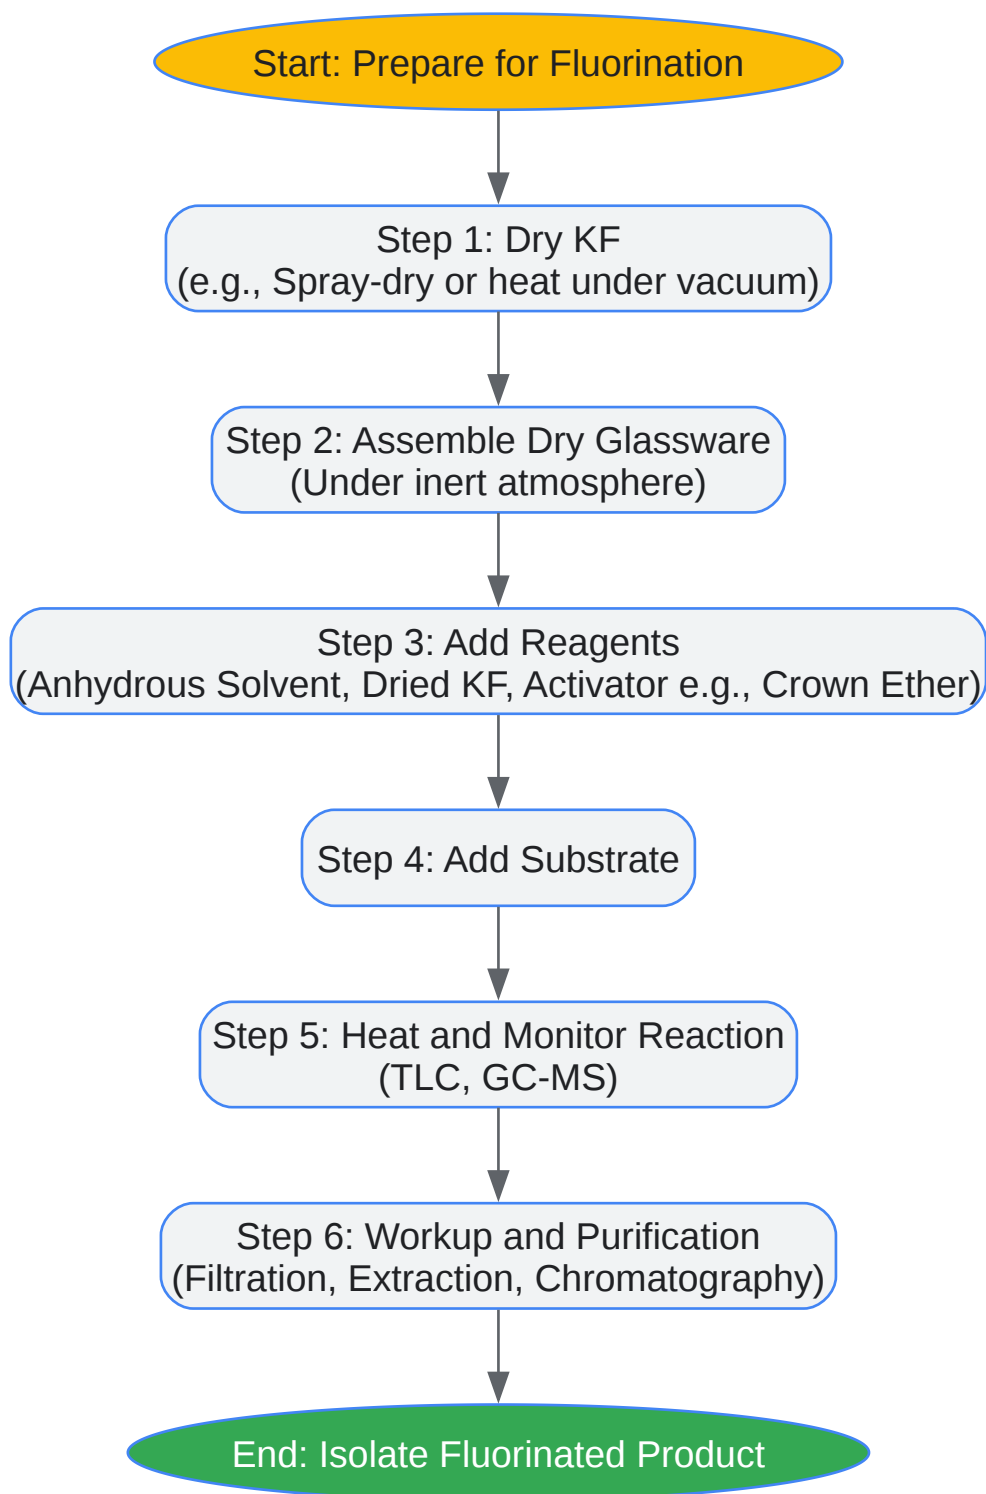 Start: Prepare for Fluorination
Step 1: Dry KF
(e.g., Spray-dry or heat under vacuum)
Step 2: Assemble Dry Glassware
(Under inert atmosphere)
Step 3: Add Reagents
(Anhydrous Solvent, Dried KF, Activator e.g., Crown Ether)
Step 4: Add Substrate
Step 5: Heat and Monitor Reaction
(TLC, GC-MS)
Step 6: Workup and Purification
(Filtration, Extraction, Chromatography)
End: Isolate Fluorinated Product